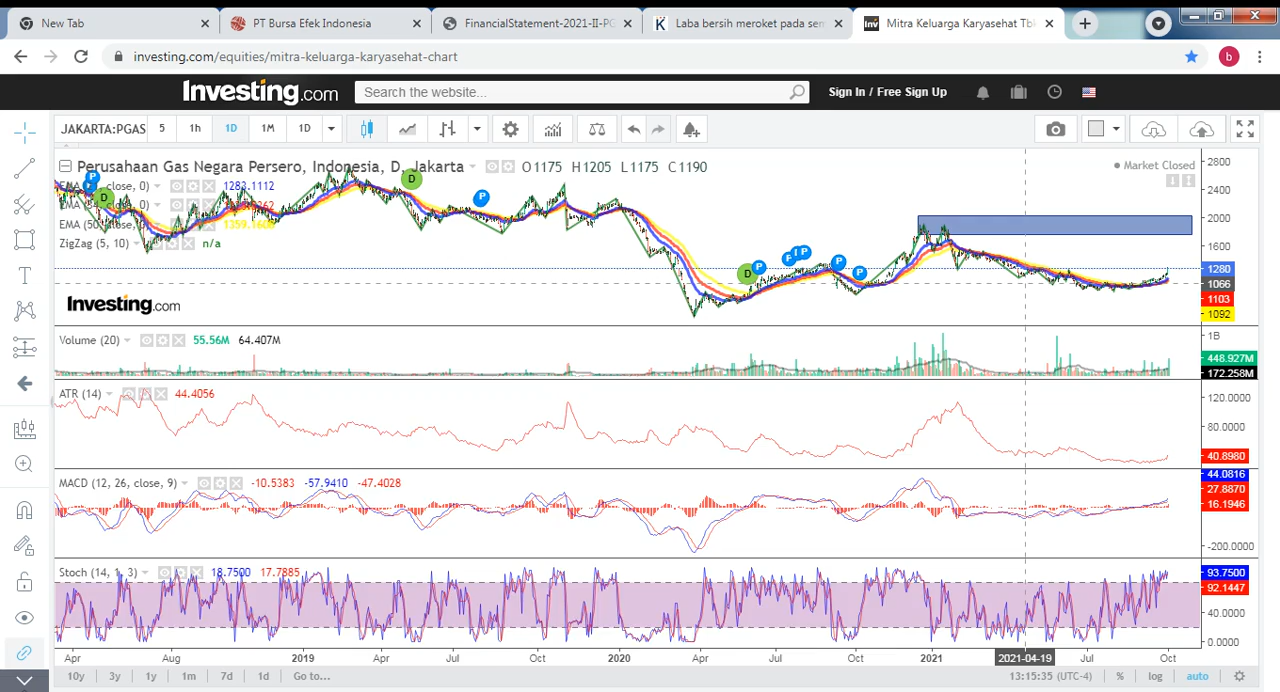 New Tab
PT Bursa Efek Indonesia
FinancialStatement-2021-II-PG
Laba bersih meroket pada sem
Inv Mitra Keluarga Karyasehat Tb
investing.com/equities/mitra-keluarga-karyasehat-chart
b
Investing.com
Search the website...
Sign In / Free Sign Up
JAKARTA:PGAS 5 1h 1D 1M 1D
Perusahaan Gas Negara Persero, Indonesia, D, Jakarta O1175 H1205 L1175 C1190
Market Closed
close, 0) 1283.1112
close, 0)
EMA (50, close, 0)
ZigZag (5, 10) n/a
P
D
D
P
D
P
P
P
P
P
Investing.com
2800
2400
2000
1600
1280
1066
1103
1092
Volume (20) 55.56M 64.407M
1B
448.927M
172.258M
ATR (14) 44.4056
120.0000
80.0000
40.8980
MACD (12, 26, close, 9) -10.5383 -57.9410 -47.4028
44.0816
27.8870
16.1946
-200.0000
Stoch (14, 1, 3) 18.7500 17.7885
93.7500
92.1447
40.0000
0.0000
Apr Aug 2019 Apr Jul Oct 2020 Apr Jul Oct 2021 2021-04-19 Jul Oct
10y 3y 1y 1m 7d 1d Go to...
13:15:35 (UTC-4) % log auto